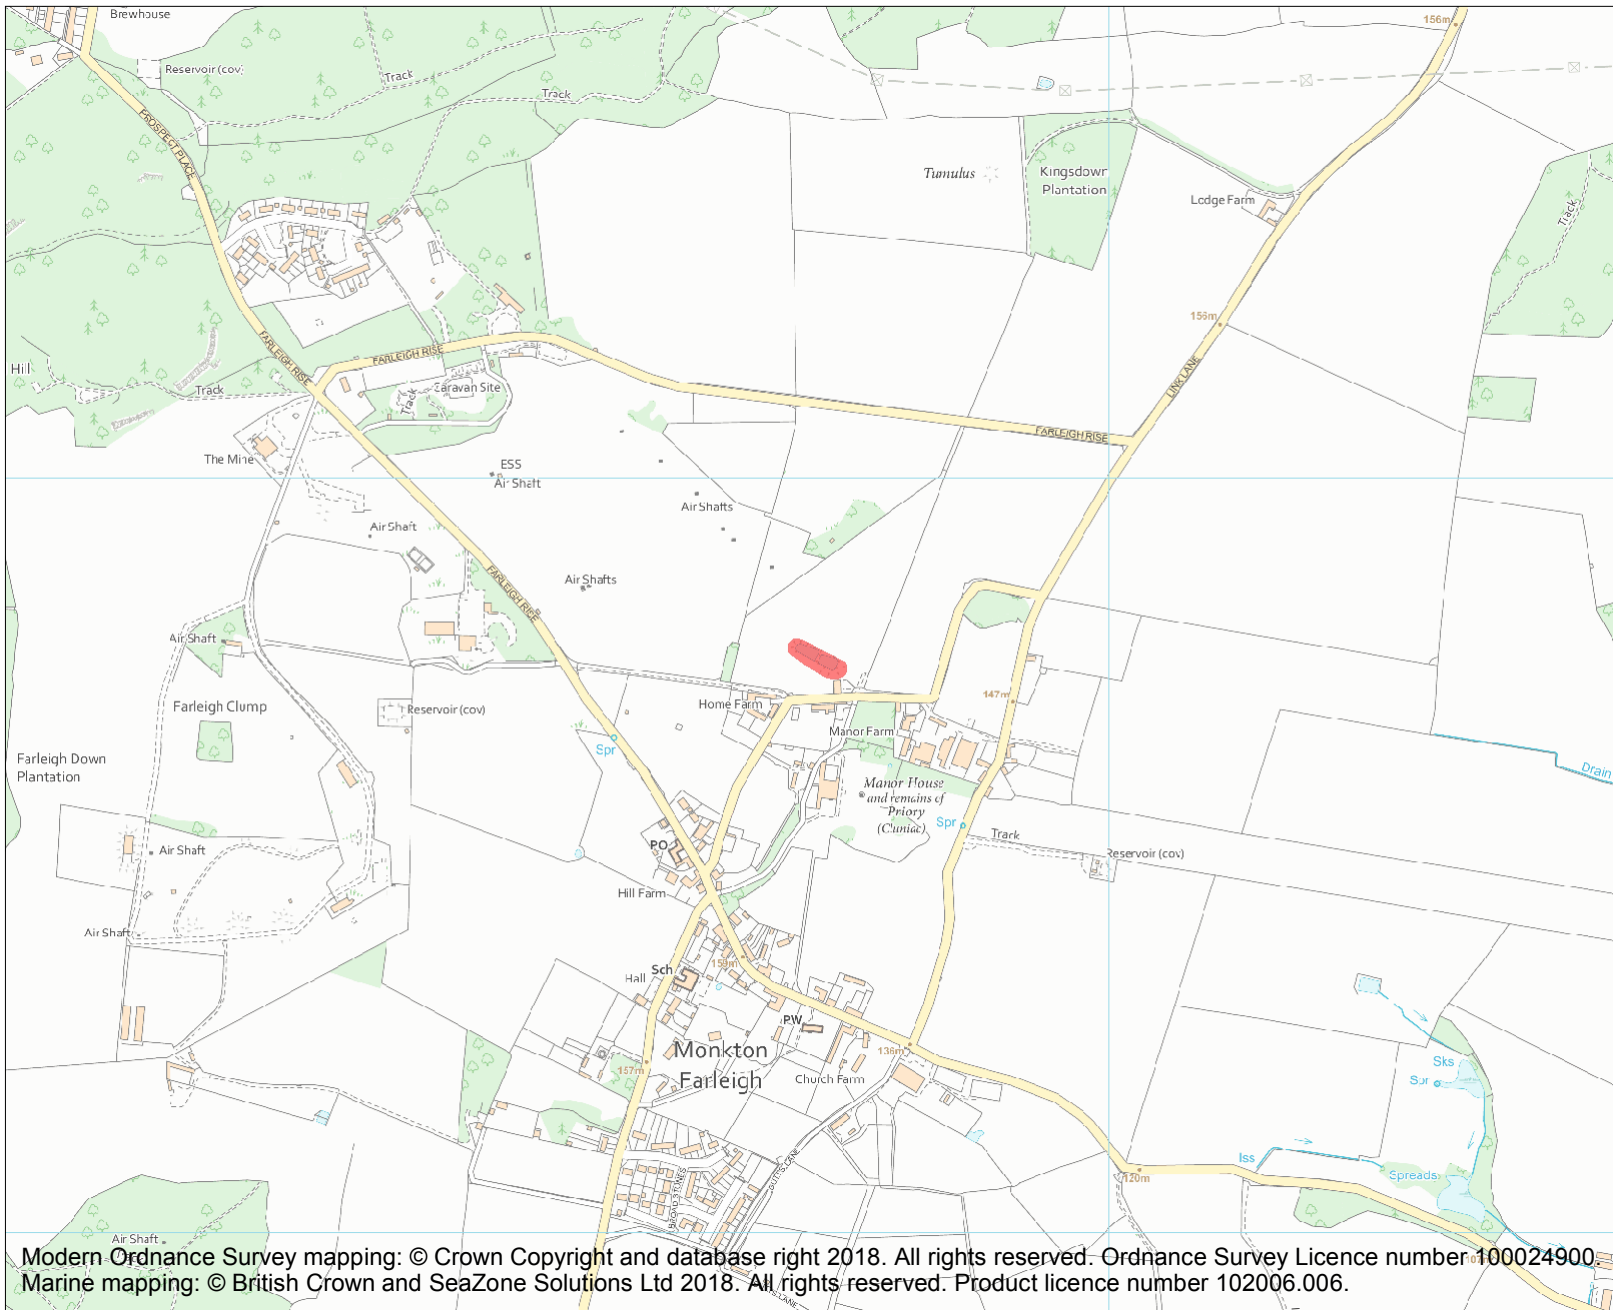 Brewhouse
156m
Reservoir (cov)
Track
Track
PROSPECT PLACE
Tumulus
Kingsdown
Plantation
Lodge Farm
Track
156m
FARLEIGH RISE
FARLEIGH RISE
Hill
Track
Caravan Site
Track
LINK LANE
FARLEIGH RISE
The Mine
ESS
Air Shaft
Air Shafts
Air Shaft
Air Shafts
FARLEIGH RISE
Air Shaft
147m
Home Farm
Farleigh Clump
Reservoir (cov)
Manor Farm
Spr
Farleigh Down
Plantation
Drain
Manor House
and remains of
Priory
(Cluniac)
Spr
Track
PO
Air Shaft
Reservoir (cov)
Hill Farm
Air Shaft
Sch
Hall
159m
PW
Monkton
Farleigh
136m
157m
Church Farm
Sks
Spr
BUTTS LANE
Iss
Spreads
120m
BROAD STONES
Air Shaft
Modern Ordnance Survey mapping: © Crown Copyright and database right 2018. All rights reserved. Ordnance Survey Licence number 100024900.
Marine mapping: © British Crown and SeaZone Solutions Ltd 2018. All rights reserved. Product licence number 102006.006.